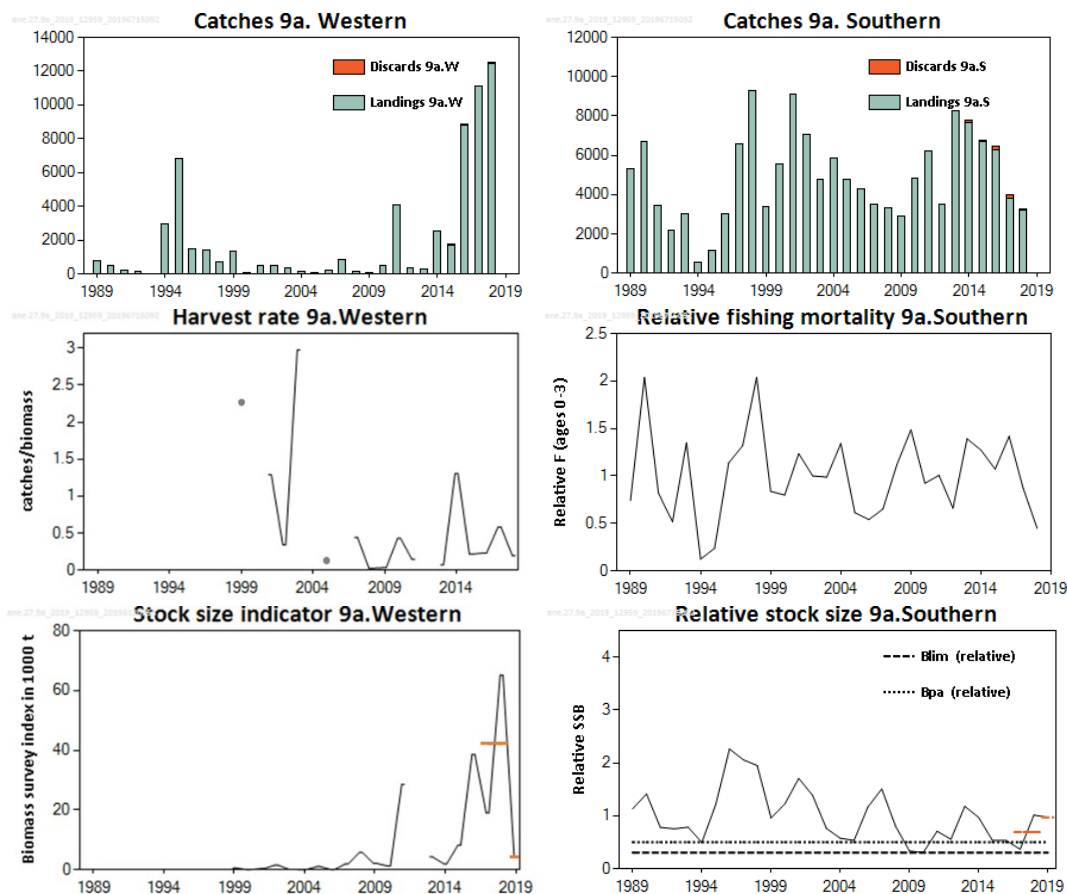 ane.27.9a_2019_12959_20196715092
Catches 9a. Western
14000
12000
10000
8000
6000
4000
2000
0
Discards 9a.W
Landings 9a.W
1989 1994 1999 2004 2009 2014 2019
ane.27.9a_2019_12959_20196715092
Catches 9a. Southern
12000
10000
8000
6000
4000
2000
0
Discards 9a.S
Landings 9a.S
1989 1994 1999 2004 2009 2014 2019
Harvest rate 9a.Western
catches/biomass
3
2.5
2
1.5
1
0.5
0
1989 1994 1999 2004 2009 2014
Relative fishing mortality 9a.Southern
Relative F (ages 0-3)
2.5
2
1.5
1
0.5
0
1989 1994 1999 2004 2009 2014 2019
Stock size indicator 9a.Western
Biomass survey index in 1000 t
80
60
40
20
0
1989 1994 1999 2004 2009 2014 2019
Relative stock size 9a.Southern
Relative SSB
4
3
2
1
0
Blim (relative)
Bpa (relative)
1989 1994 1999 2004 2009 2014 2019